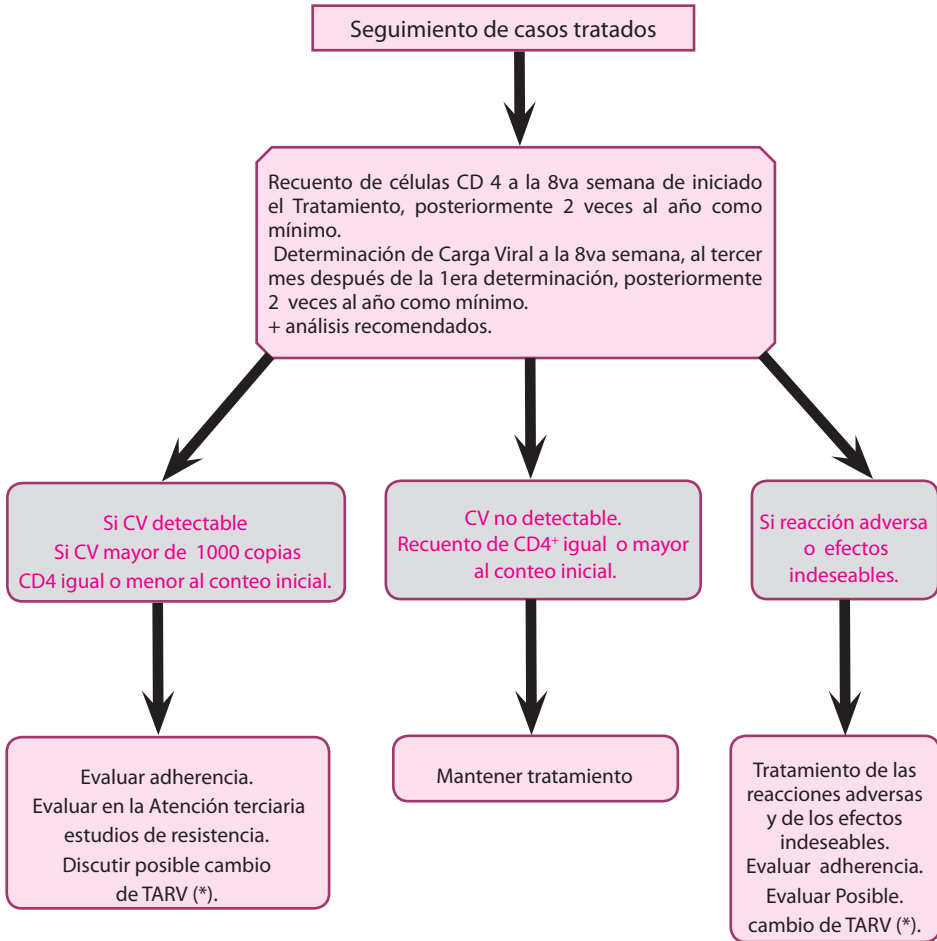 Seguimiento de casos tratados
Recuento de células CD 4 a la 8va semana de iniciado
el Tratamiento, posteriormente 2 veces al año como
mínimo.
Determinación de Carga Viral a la 8va semana, al tercer
mes después de la 1era determinación, posteriormente
2 veces al año como mínimo.
+ análisis recomendados.
Si CV detectable
Si CV mayor de 1000 copias
CD4 igual o menor al conteo inicial.
CV no detectable.
Recuento de CD4⁺ igual o mayor
al conteo inicial.
Si reacción adversa
o efectos
indeseables.
Evaluar adherencia.
Evaluar en la Atención terciaria
estudios de resistencia.
Discutir posible cambio
de TARV (*).
Mantener tratamiento
Tratamiento de las
reacciones adversas
y de los efectos
indeseables.
Evaluar adherencia.
Evaluar Posible.
cambio de TARV (*).